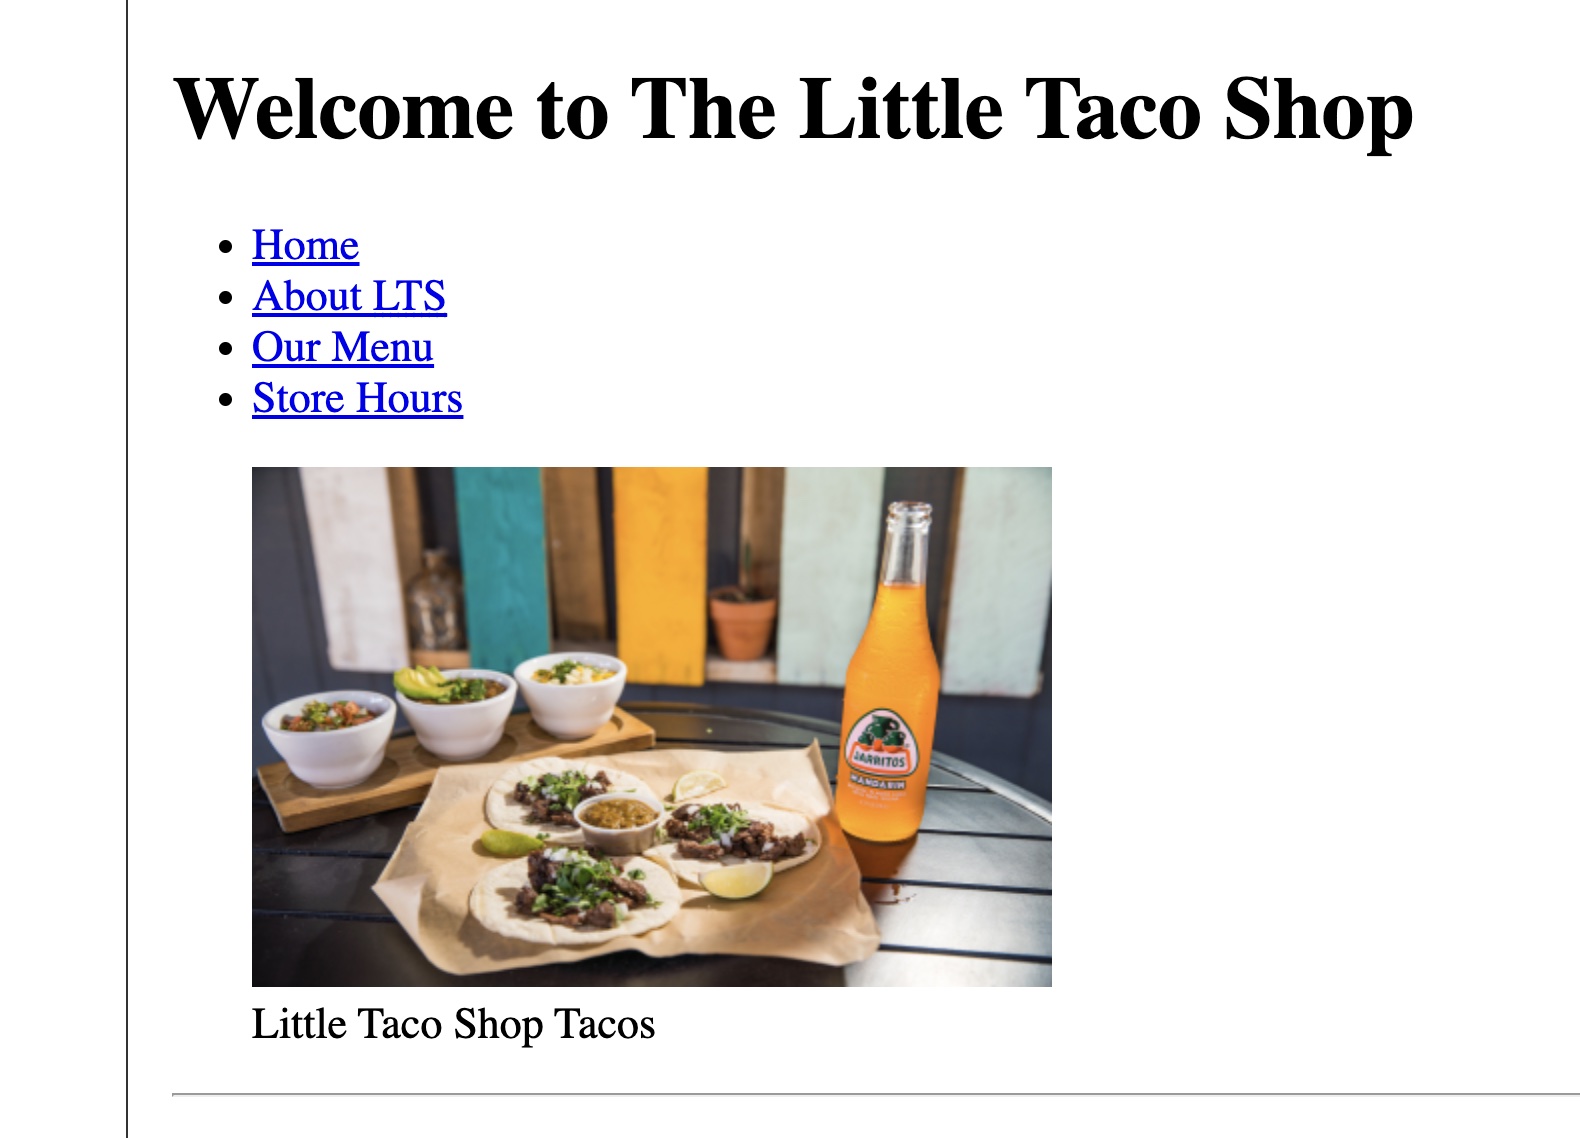 Welcome to The Little Taco Shop
Home
About LTS
Our Menu
Store Hours
JARRITOS
MANDARIN
Little Taco Shop Tacos